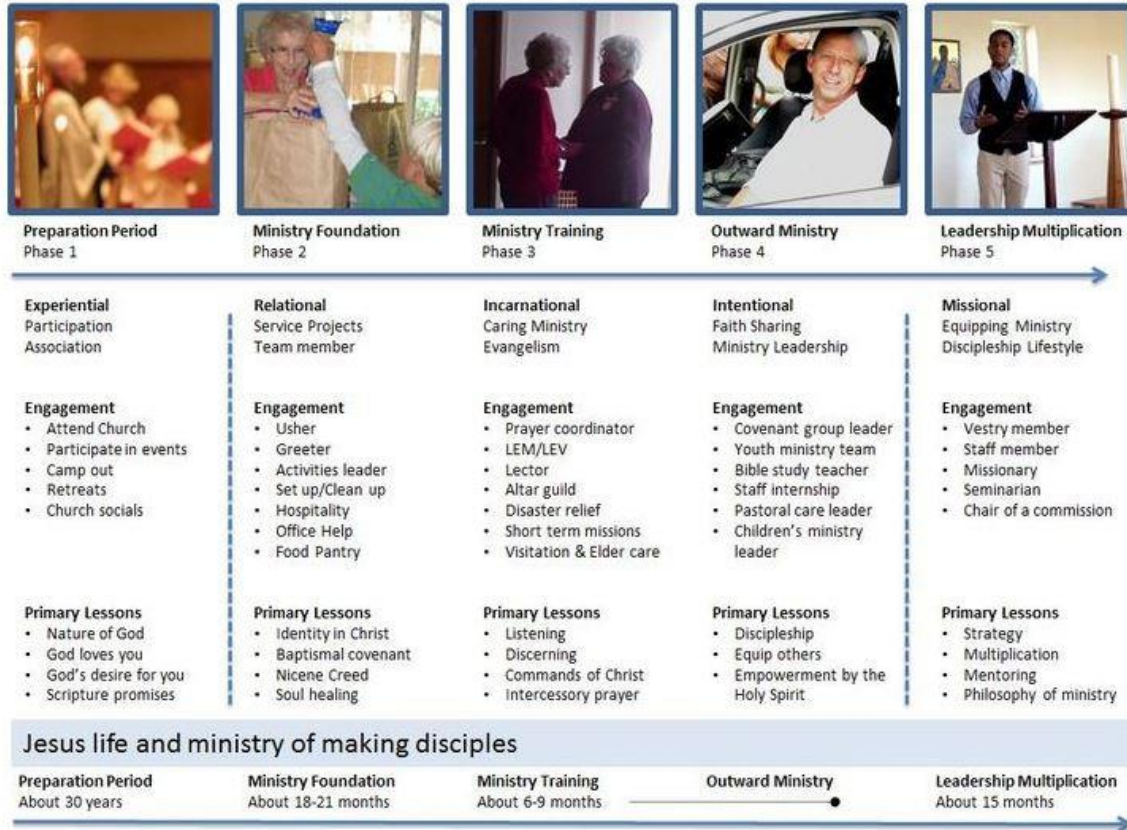 Preparation Period
Phase 1
Ministry Foundation
Phase 2
Ministry Training
Phase 3
Outward Ministry
Phase 4
Leadership Multiplication
Phase 5
Experiential
Participation
Association
Relational
Service Projects
Team member
Incarnational
Caring Ministry
Evangelism
Intentional
Faith Sharing
Ministry Leadership
Missional
Equipping Ministry
Discipleship Lifestyle
Engagement
• Attend Church
• Participate in events
• Camp out
• Retreats
• Church socials
Engagement
• Usher
• Greeter
• Activities leader
• Set up/Clean up
• Hospitality
• Office Help
• Food Pantry
Engagement
• Prayer coordinator
• LEM/LEV
• Lector
• Altar guild
• Disaster relief
• Short term missions
• Visitation & Elder care
Engagement
• Covenant group leader
• Youth ministry team
• Bible study teacher
• Staff internship
• Pastoral care leader
• Children's ministry
leader
Engagement
• Vestry member
• Staff member
• Missionary
• Seminarian
• Chair of a commission
Primary Lessons
• Nature of God
• God loves you
• God's desire for you
• Scripture promises
Primary Lessons
• Identity in Christ
• Baptismal covenant
• Nicene Creed
• Soul healing
Primary Lessons
• Listening
• Discerning
• Commands of Christ
• Intercessory prayer
Primary Lessons
• Discipleship
• Equip others
• Empowerment by the
Holy Spirit
Primary Lessons
• Strategy
• Multiplication
• Mentoring
• Philosophy of ministry
Jesus life and ministry of making disciples
Preparation Period
About 30 years
Ministry Foundation
About 18-21 months
Ministry Training
About 6-9 months
Outward Ministry
Leadership Multiplication
About 15 months